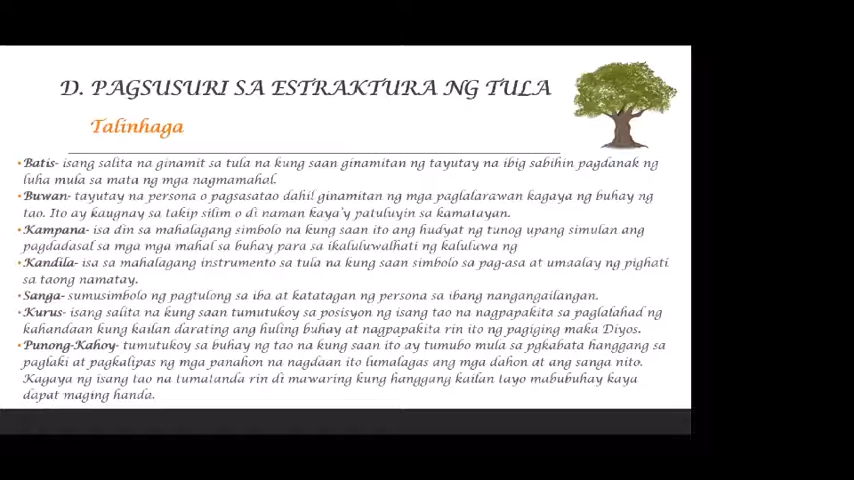 D. PAGSUSURI SA ESTRAKTURA NG TULA
Talinhaga
•Batis- isang salita na ginamit sa tula na kung saan ginamitan ng tayutay na ibig sabihin pagdanak ng
luha mula sa mata ng mga nagmamahal.
•Buwan- tayutay na persona o pagsasatao dahil ginamitan ng mga paglalarawan kagaya ng buhay ng
tao. Ito ay kaugnay sa takip silim o di naman kaya'y patuluyin sa kamatayan.
•Kampana- isa din sa mahalagang simbolo na kung saan ito ang hudyat ng tunog upang simulan ang
pagdadasal sa mga mga mahal sa buhay para sa ikaluluwalhati ng kaluluwa ng
•Kandila- isa sa mahalagang instrumento sa tula na kung saan simbolo sa pag-asa at umaalay ng pighati
sa taong namatay.
•Sanga- sumusimbolo ng pagtulong sa iba at katatagan ng persona sa ibang nangangailangan.
•Kurus- isang salita na kung saan tumutukoy sa posisyon ng isang tao na nagpapakita sa paglalahad ng
kahandaan kung kailan darating ang huling buhay at nagpapakita rin ito ng pagiging maka Diyos.
•Punong-Kahoy- tumutukoy sa buhay ng tao na kung saan ito ay tumubo mula sa pgkabata hanggang sa
paglaki at pagkalipas ng mga panahon na nagdaan ito lumalagas ang mga dahon at ang sanga nito.
Kagaya ng isang tao na tumatanda rin di mawaring kung hanggang kailan tayo mabubuhay kaya
dapat maging handa.